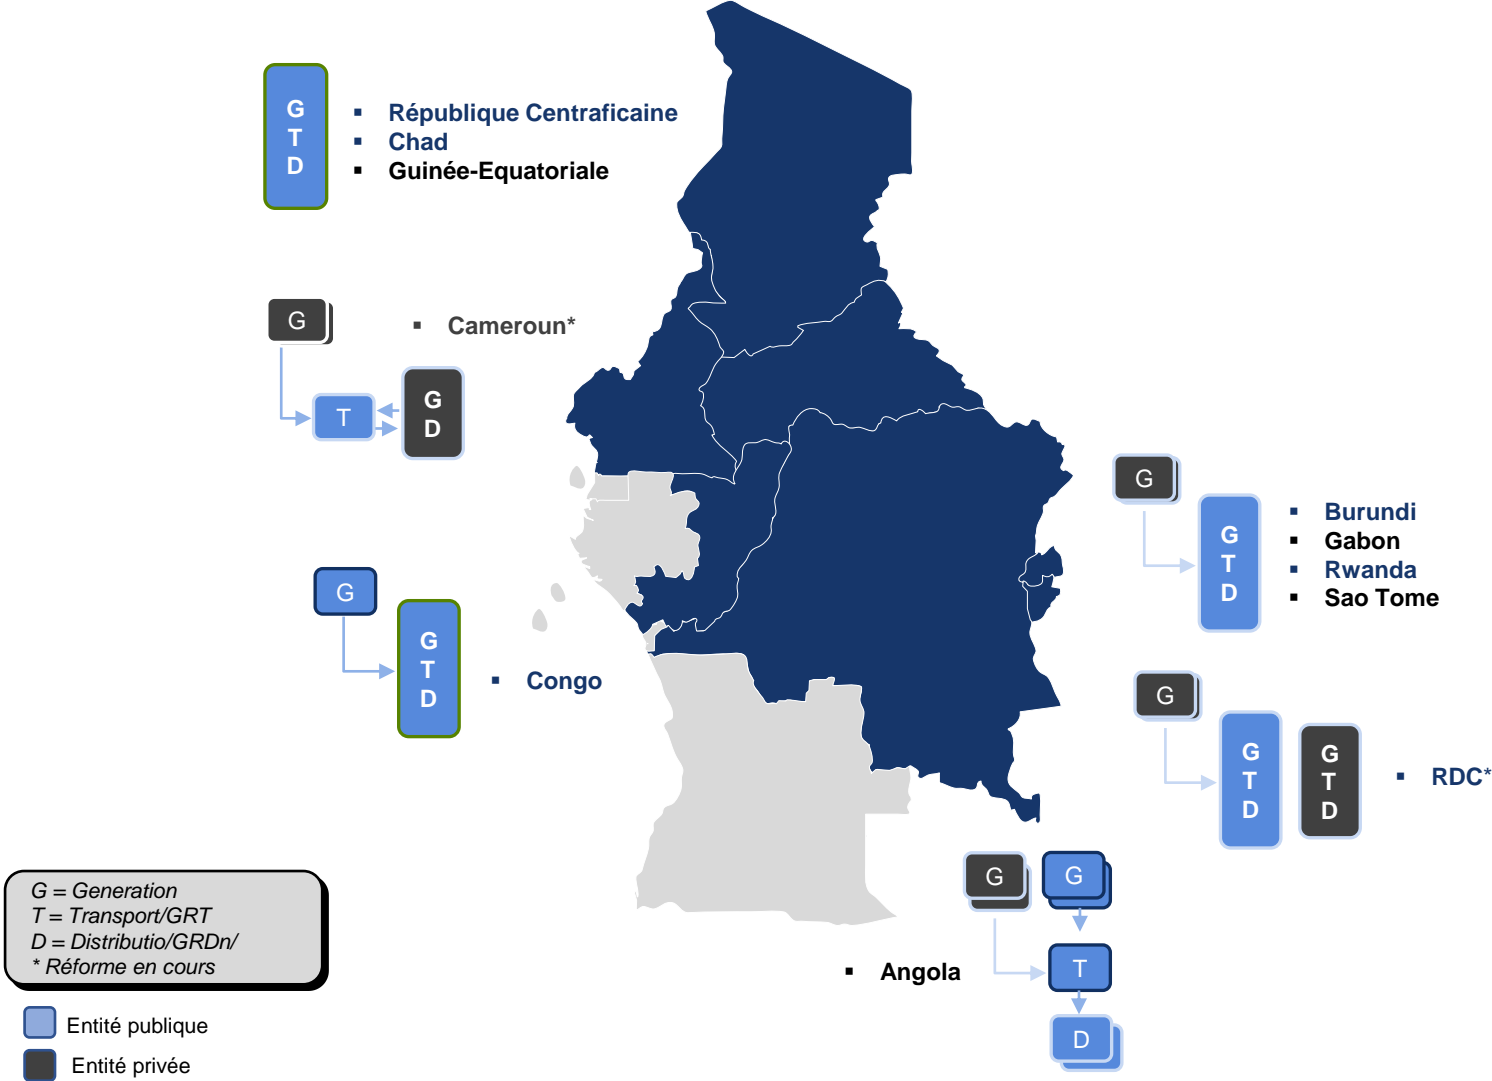 G
T
D
▪ République Centraficaine
▪ Chad
▪ Guinée-Equatoriale
G
▪ Cameroun*
T
G
D
G
G
T
D
▪ Burundi
▪ Gabon
▪ Rwanda
▪ Sao Tome
G
G
T
D
▪ Congo
G
G
T
D
G
T
D
▪ RDC*
G
G
▪ Angola
T
D
G = Generation
T = Transport/GRT
D = Distributio/GRDn/
* Réforme en cours
Entité publique
Entité privée